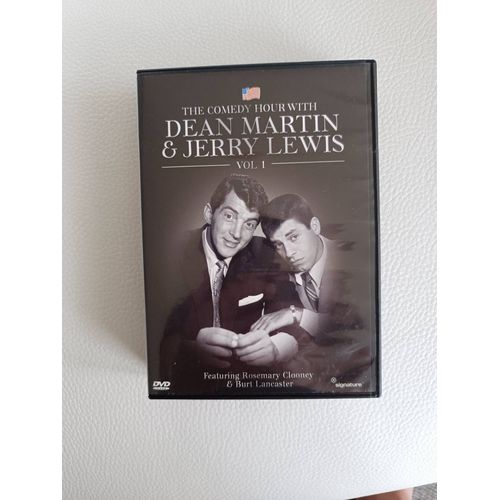 THE COMEDY HOUR WITH
DEAN MARTIN
& JERRY LEWIS
VOL 1
Featuring Rosemary Clooney
& Burt Lancaster
DVD
signature